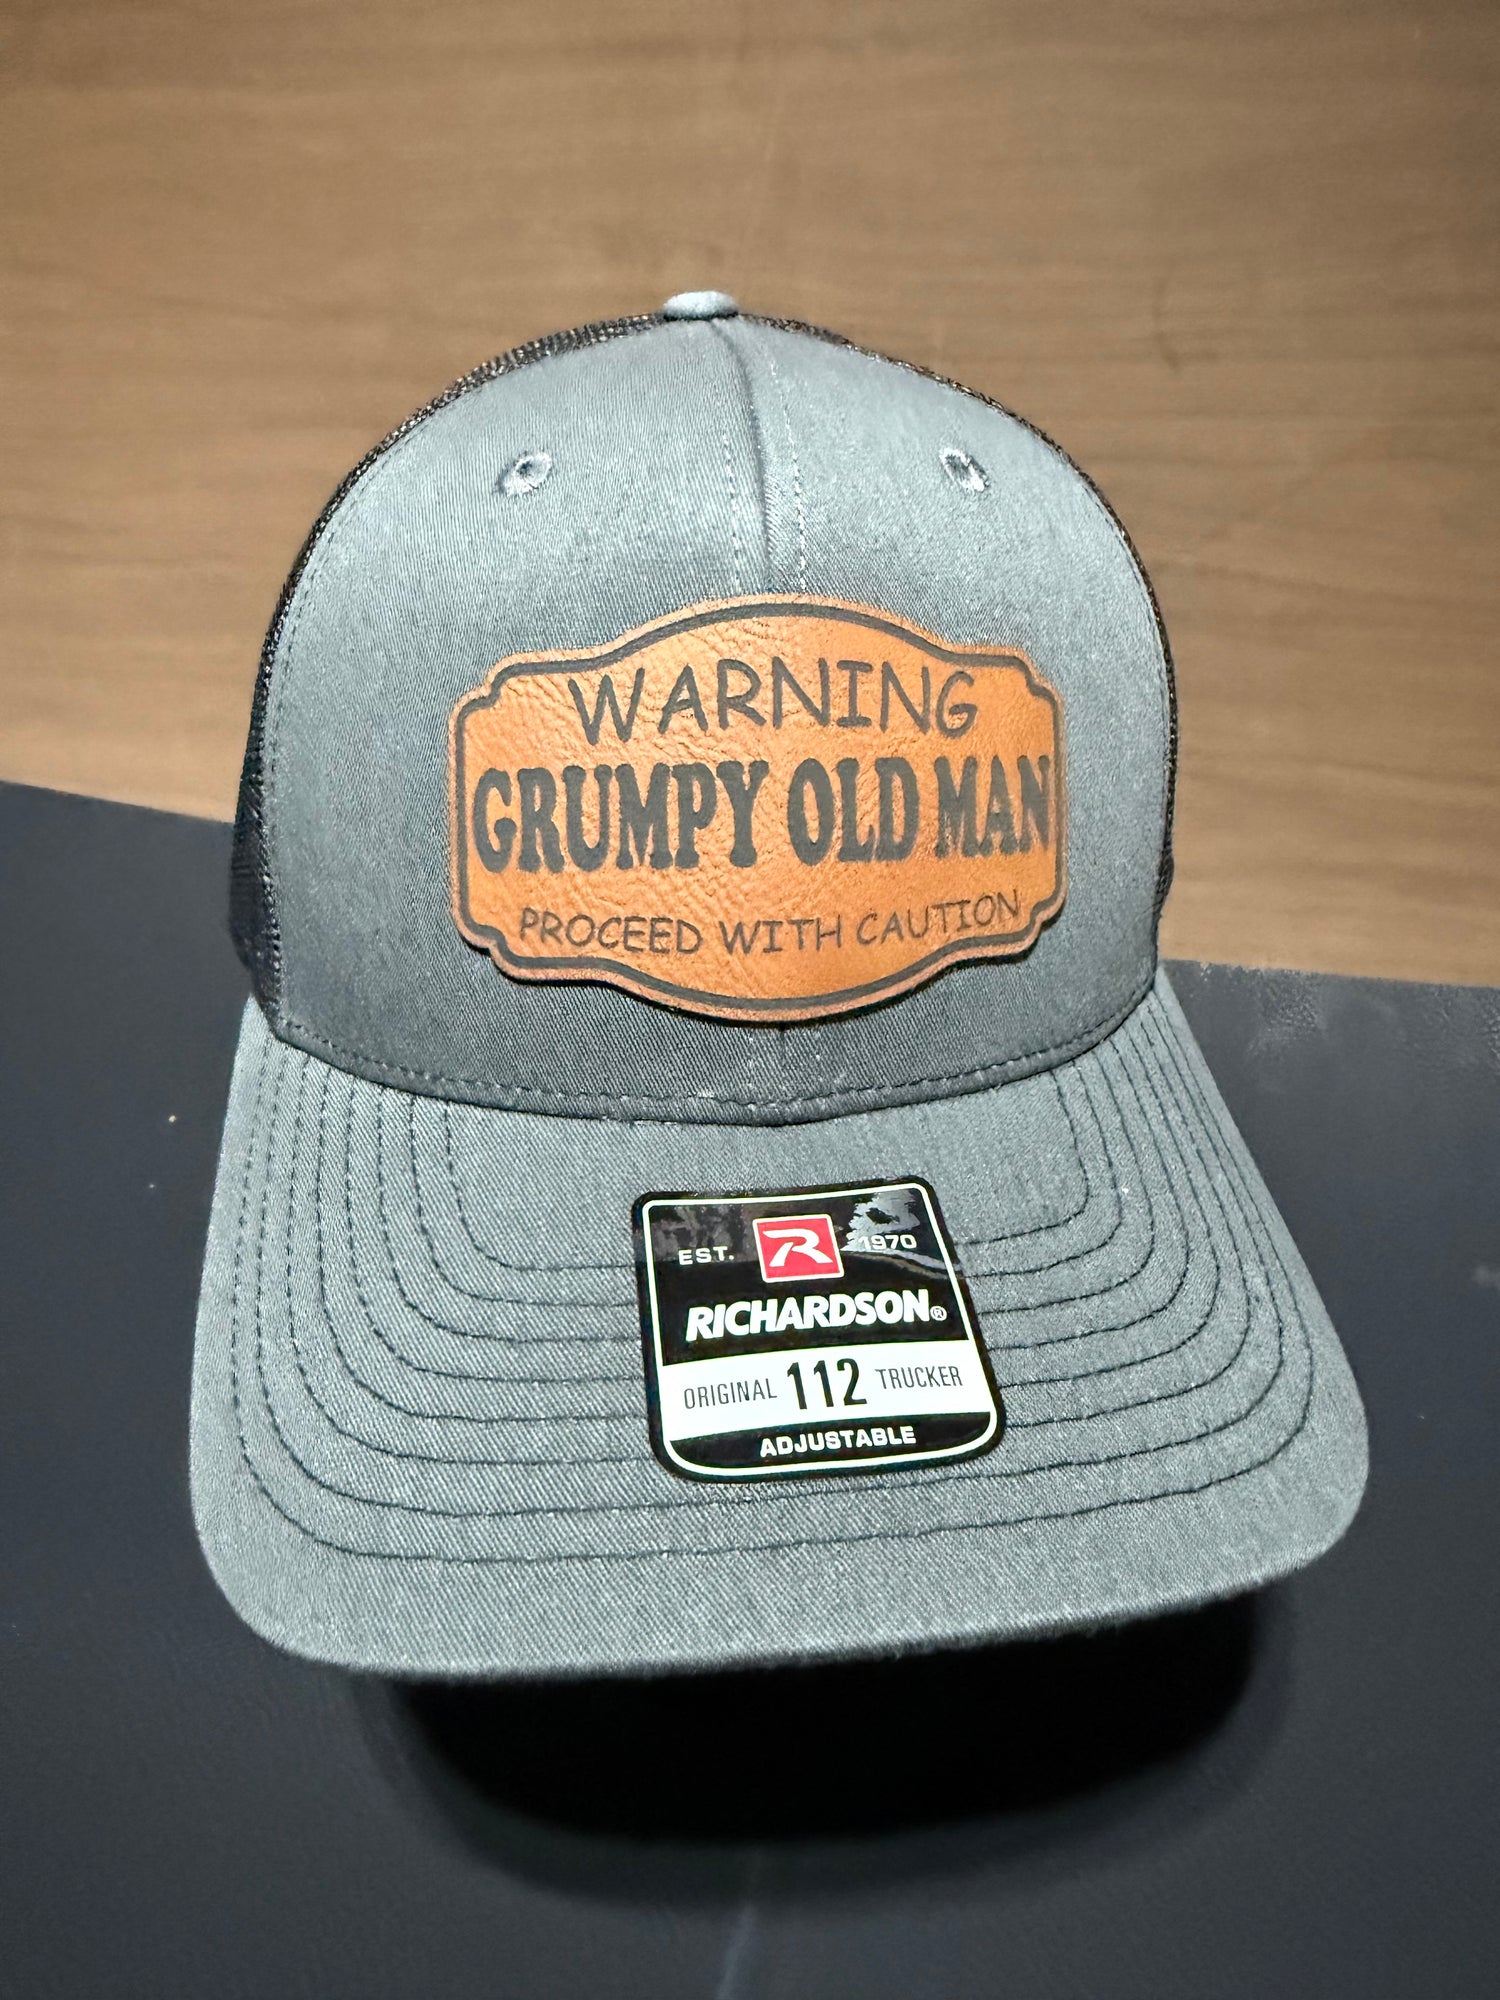 WARNING
GRUMPY OLD MAN
PROCEED WITH CAUTION
EST. R 1970
RICHARDSON®
ORIGINAL 112 TRUCKER
ADJUSTABLE